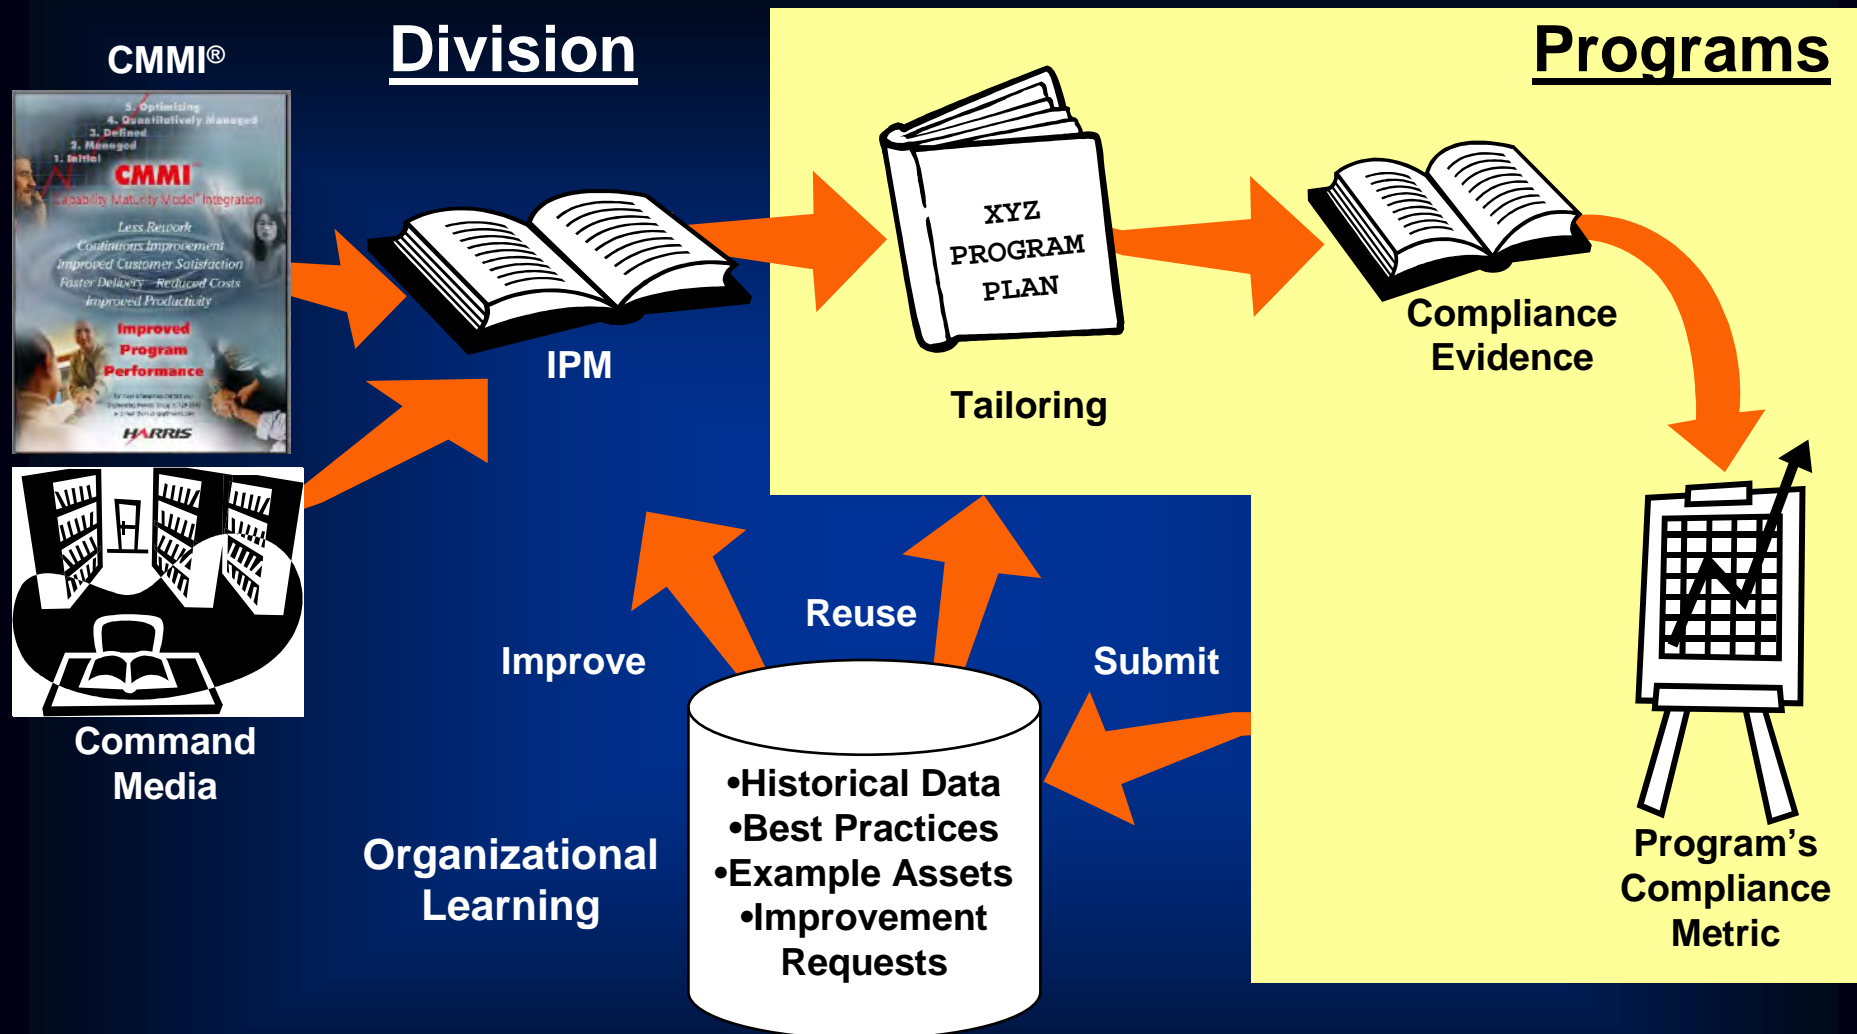 CMMI®
Division
Programs
5. Optimizing
4. Quantitatively Managed
3. Defined
2. Managed
1. Initial
CMMI
Capability Maturity Model Integration
Less Rework
Continuous Improvement
Improved Customer Satisfaction
Faster Delivery Reduced Costs
Improved Productivity
Improved
Program
Performance
HARRIS
IPM
XYZ
PROGRAM
PLAN
Tailoring
Compliance
Evidence
Command
Media
Improve
Reuse
Submit
Organizational
Learning
•Historical Data
•Best Practices
•Example Assets
•Improvement
Requests
Program’s
Compliance
Metric